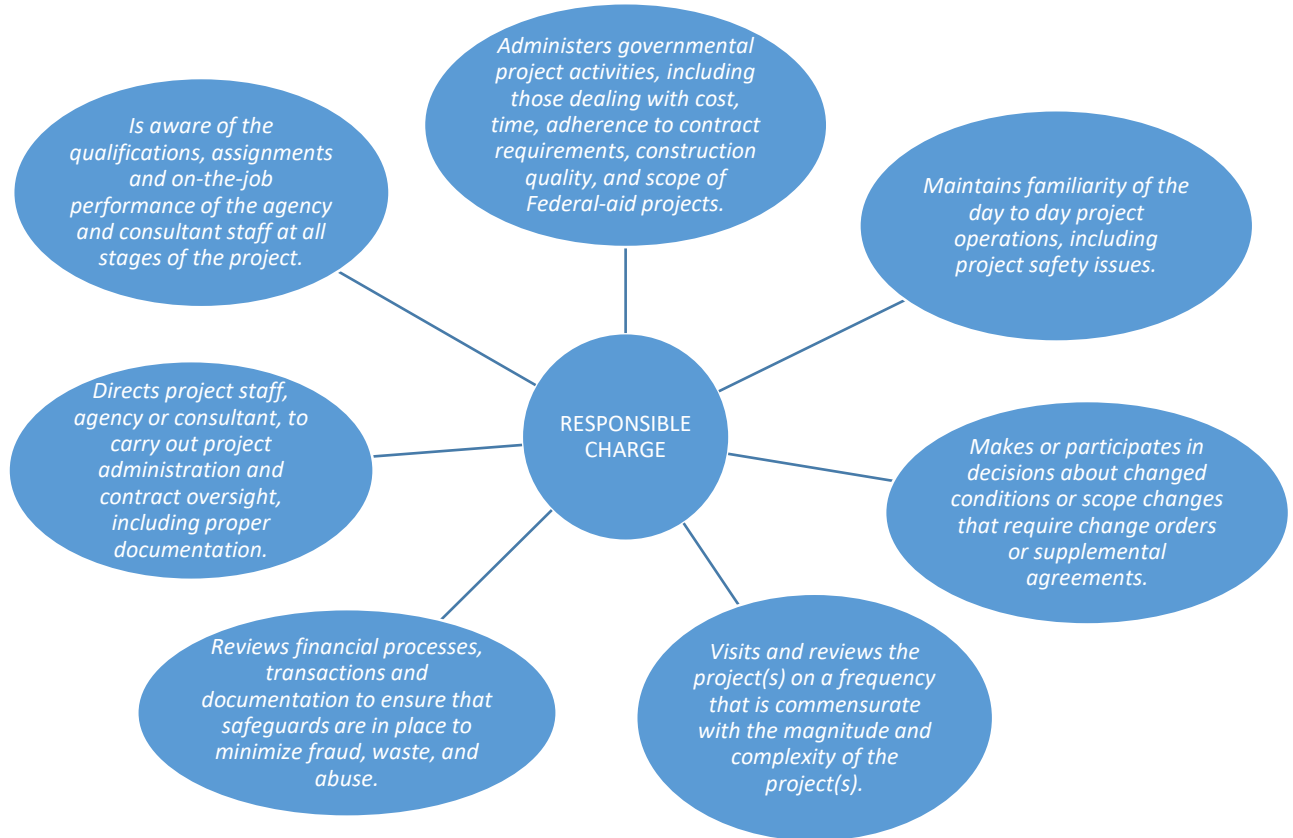 Administers governmental
project activities, including
those dealing with cost,
time, adherence to contract
requirements, construction
quality, and scope of
Federal-aid projects.
Maintains familiarity of the
day to day project
operations, including
project safety issues.
Makes or participates in
decisions about changed
conditions or scope changes
that require change orders
or supplemental
agreements.
Visits and reviews the
project(s) on a frequency
that is commensurate
with the magnitude and
complexity of the
project(s).
Reviews financial processes,
transactions and
documentation to ensure that
safeguards are in place to
minimize fraud, waste, and
abuse.
Directs project staff,
agency or consultant, to
carry out project
administration and
contract oversight,
including proper
documentation.
Is aware of the
qualifications, assignments
and on-the-job
performance of the agency
and consultant staff at all
stages of the project.
RESPONSIBLE
CHARGE